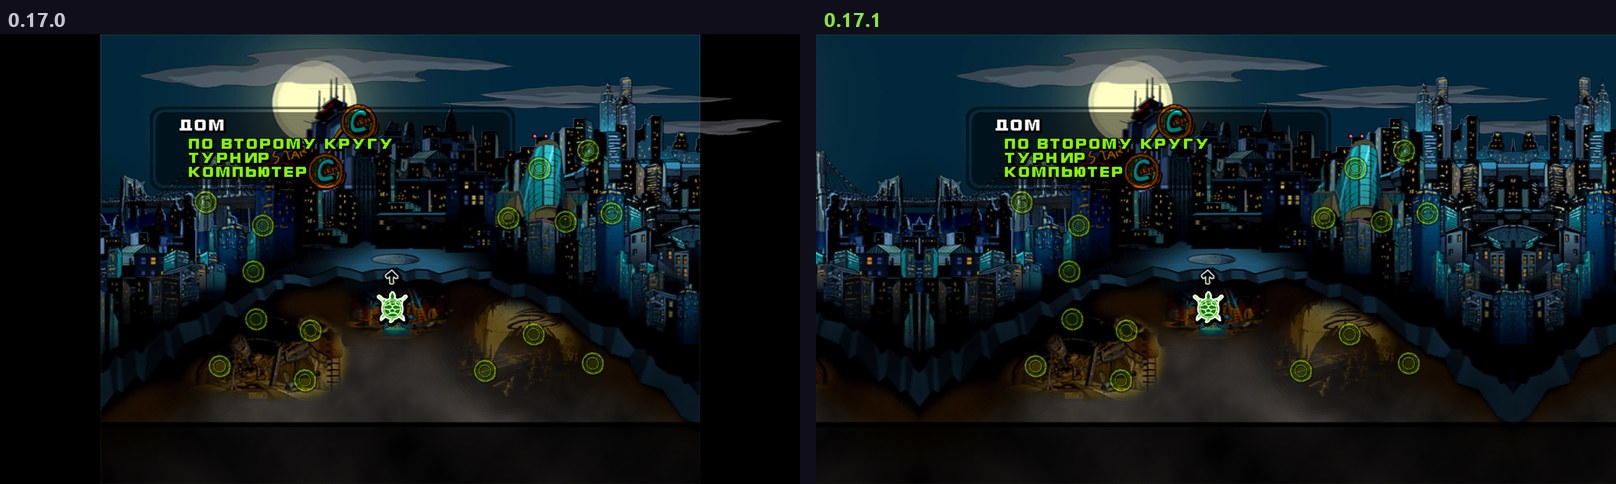 0.17.0
ДОМ
ПО ВТОРОМУ КРУГУ
ТУРНИР
КОМПЬЮТЕР
0.17.1
ДОМ
ПО ВТОРОМУ КРУГУ
ТУРНИР
КОМПЬЮТЕР